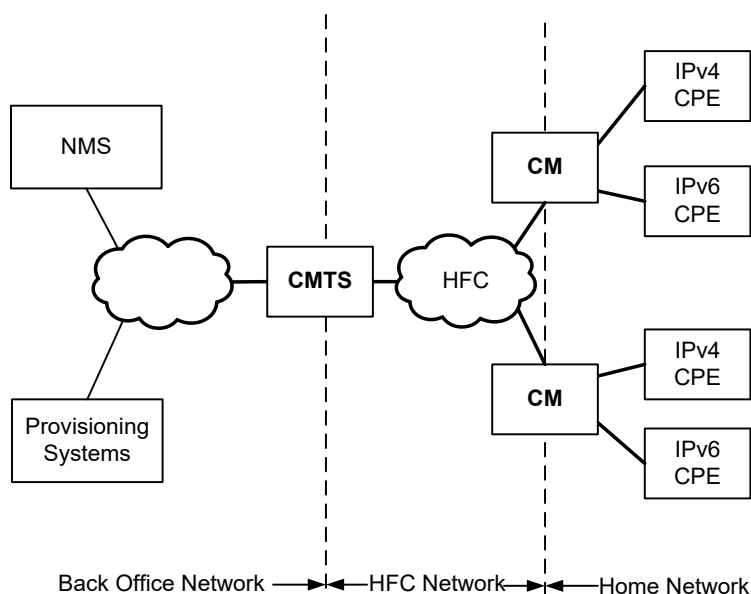 IPv4
CPE
NMS
CM
IPv6
CPE
CMTS
HFC
IPv4
CPE
CM
Provisioning
Systems
IPv6
CPE
Back Office Network
HFC Network
Home Network